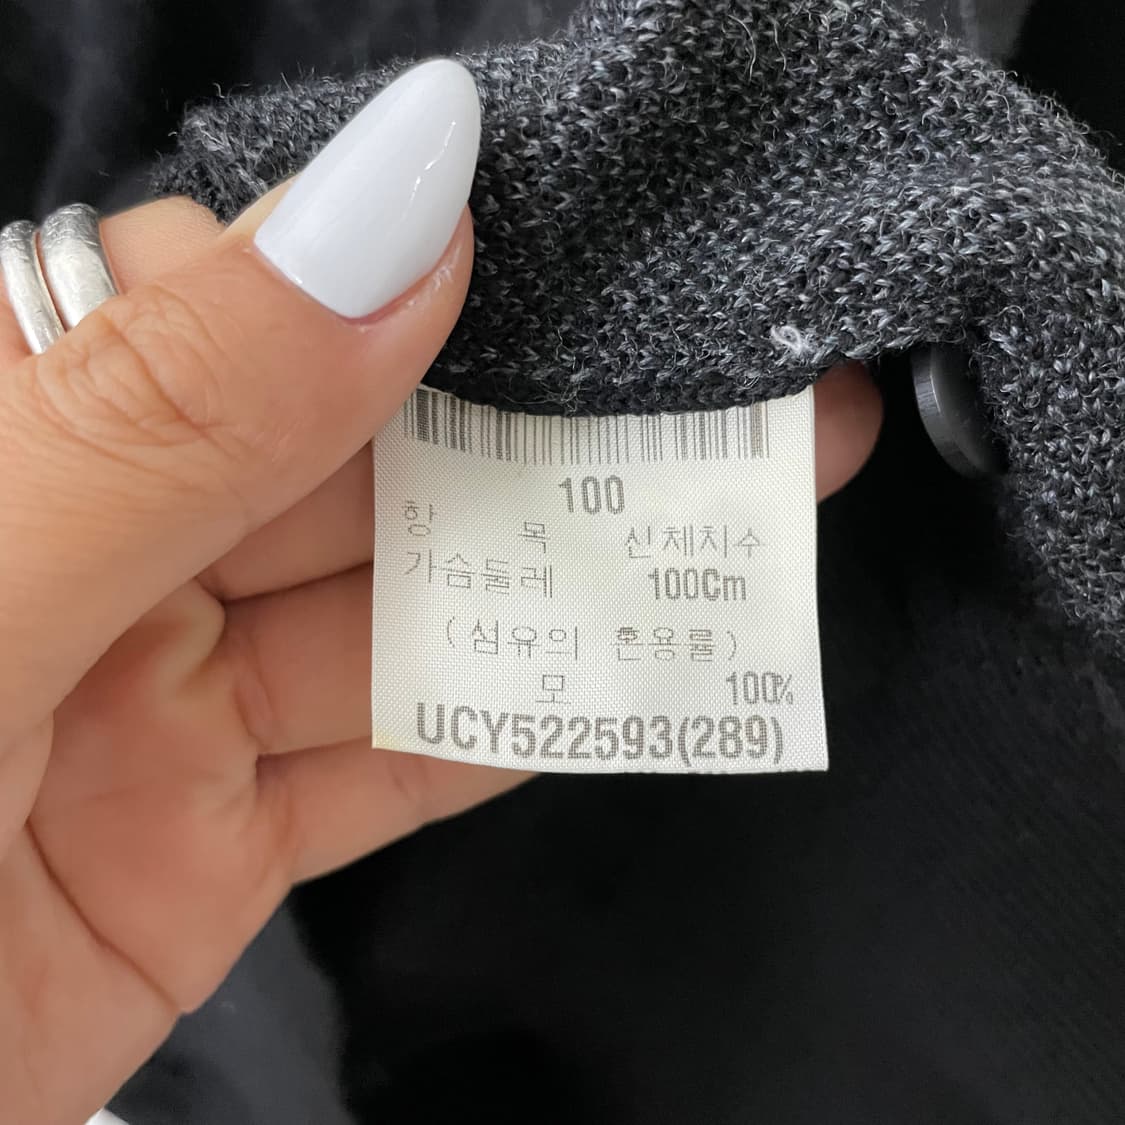 100
항 목 신체치수
가슴둘레 100Cm
(섬유의 혼용률)
모 100%
UCY522593(289)